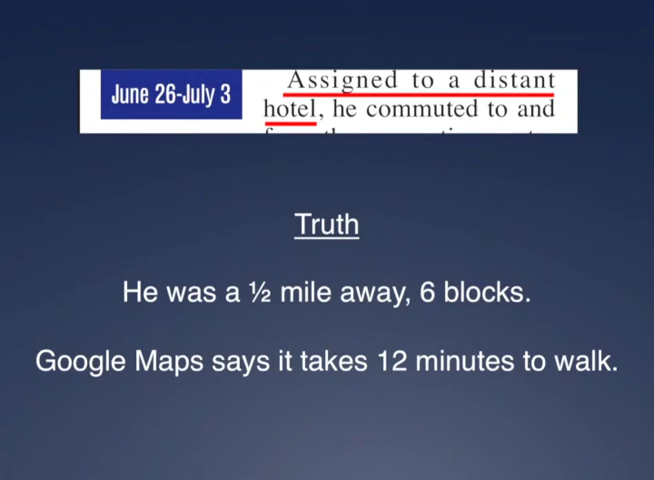 June 26-July 3
Assigned to a distant
hotel, he commuted to and
Truth
He was a ½ mile away, 6 blocks.
Google Maps says it takes 12 minutes to walk.